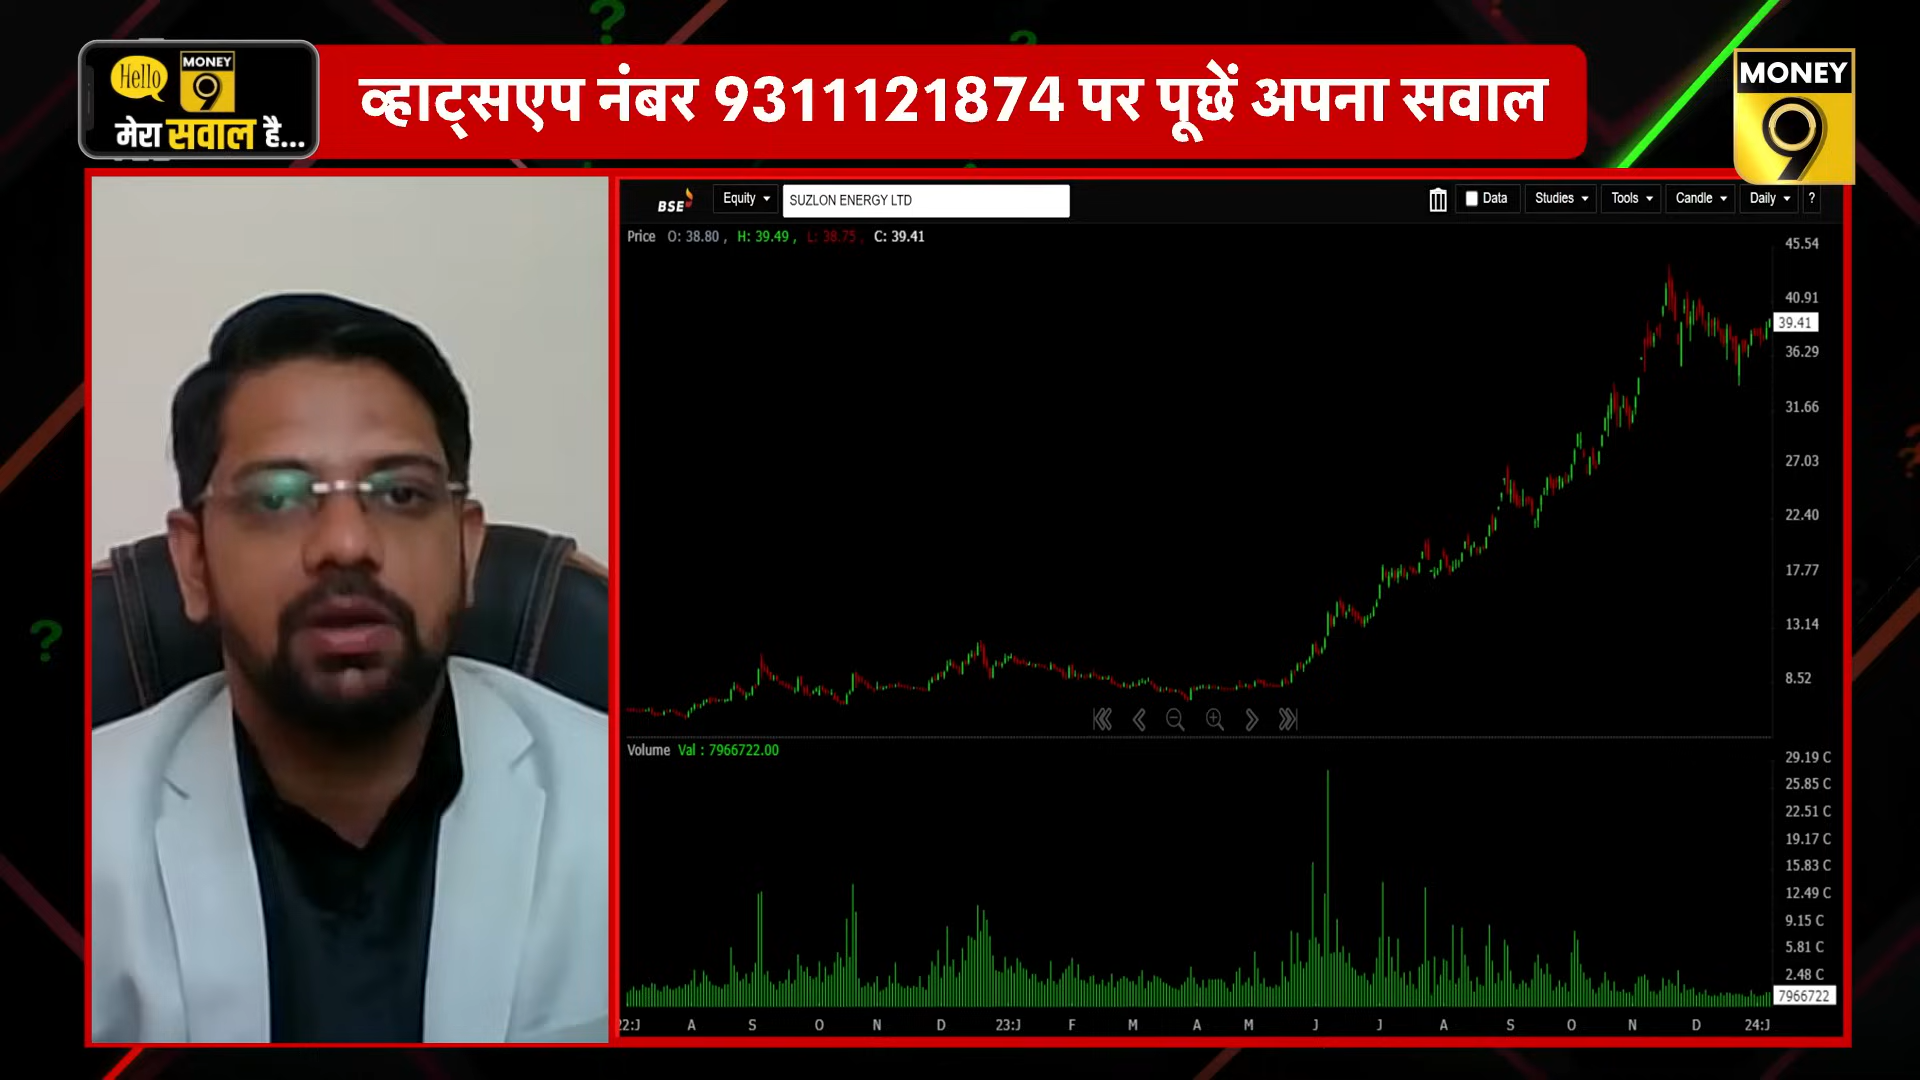 Hello
MONEY
9
मेरा सवाल है...
व्हाट्सएप नंबर 9311121874 पर पूछें अपना सवाल
MONEY
9
BSE
Equity
SUZLON ENERGY LTD
Data
Studies
Tools
Candle
Daily
?
Price O: 38.80 , H: 39.49 , L: 38.75 , C: 39.41
45.54
40.91
39.41
36.29
31.66
27.03
22.40
17.77
13.14
8.52
Volume Val : 7966722.00
29.19 C
25.85 C
22.51 C
19.17 C
15.83 C
12.49 C
9.15 C
5.81 C
2.48 C
7966722
22:J A S O N D 23:J F M A M J J A S O N D 24:J